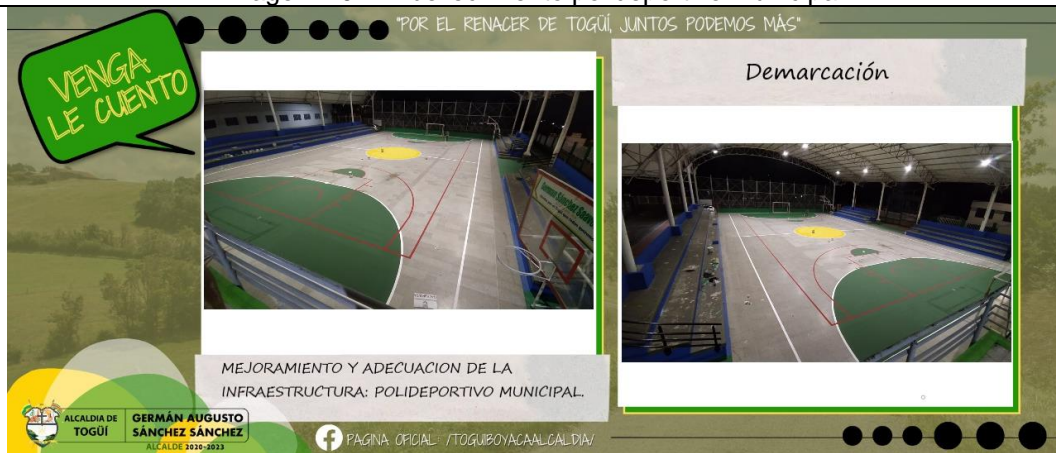 "POR EL RENACER DE TOGÜÍ, JUNTOS PODEMOS MÁS"
VENGA
LE CUENTO
Demarcación
MEJORAMIENTO Y ADECUACION DE LA
INFRAESTRUCTURA: POLIDEPORTIVO MUNICIPAL.
ALCALDIA DE
TOGÜÍ
GERMÁN AUGUSTO
SÁNCHEZ SÁNCHEZ
ALCALDE 2020-2023
PAGINA OFICIAL: /TOGUIBOYACAALCALDIA/